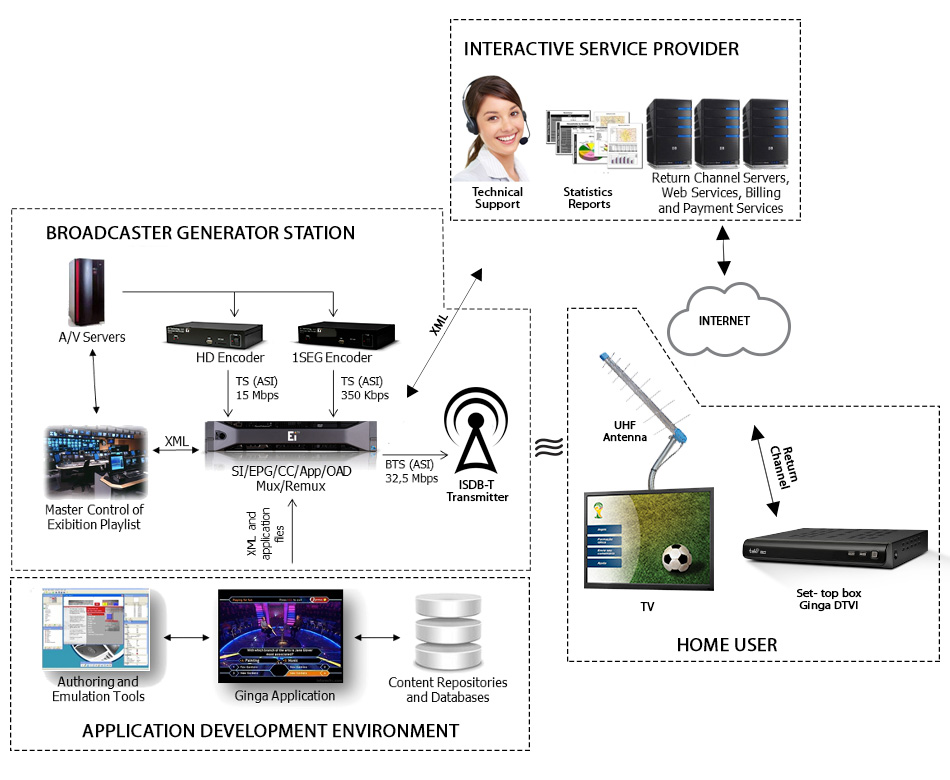 INTERACTIVE SERVICE PROVIDER
Technical
Support
Statistics
Reports
Return Channel Servers,
Web Services, Billing
and Payment Services
BROADCASTER GENERATOR STATION
A/V Servers
HD Encoder
1SEG Encoder
TS (ASI)
15 Mbps
TS (ASI)
350 Kbps
XML
INTERNET
XML
Ei
SI/EPG/CC/App/OAD
Mux/Remux
BTS (ASI)
32,5 Mbps
ISDB-T
Transmitter
Master Control of
Exibition Playlist
XML and
application
files
UHF
Antenna
Return
Channel
TV
Set- top box
Ginga DTVI
HOME USER
Authoring and
Emulation Tools
Ginga Application
Content Repositories
and Databases
APPLICATION DEVELOPMENT ENVIRONMENT